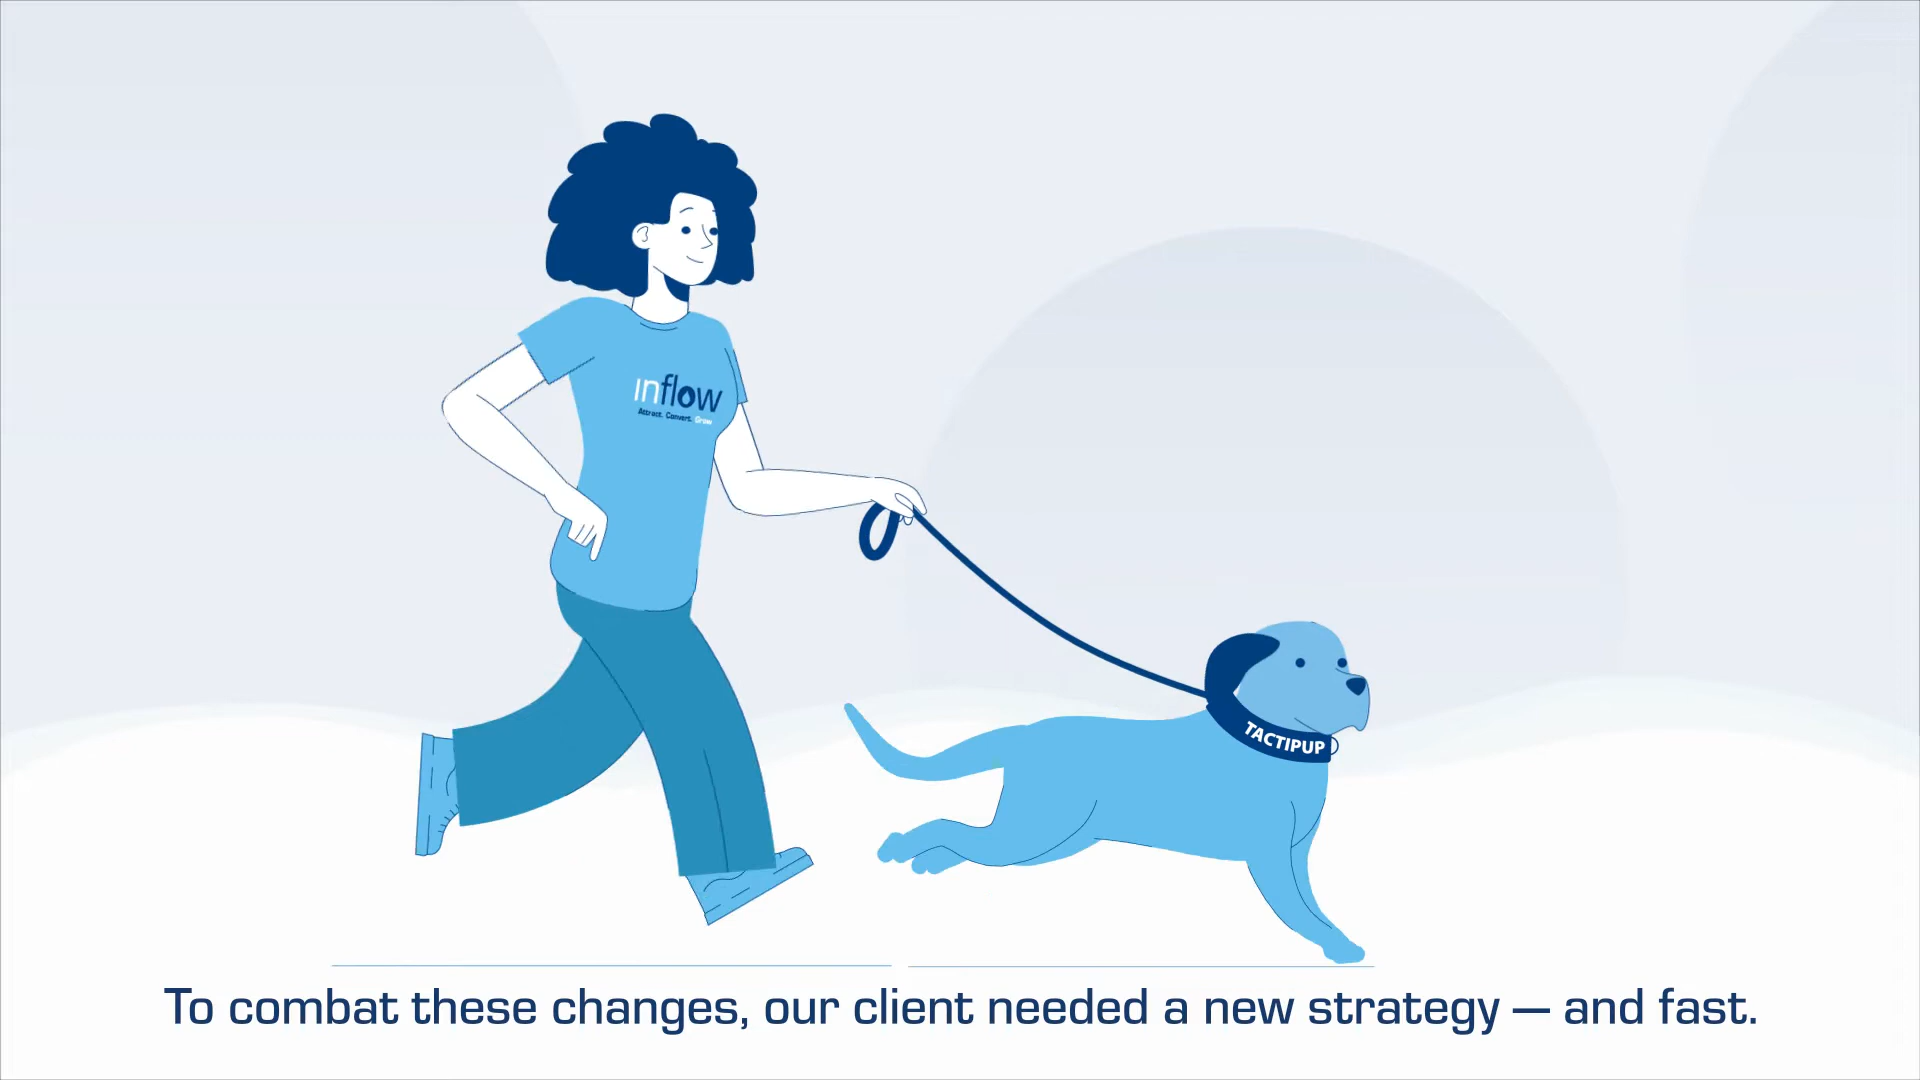 inflow
Attract. Convert. Grow
TACTIPUP
To combat these changes, our client needed a new strategy — and fast.